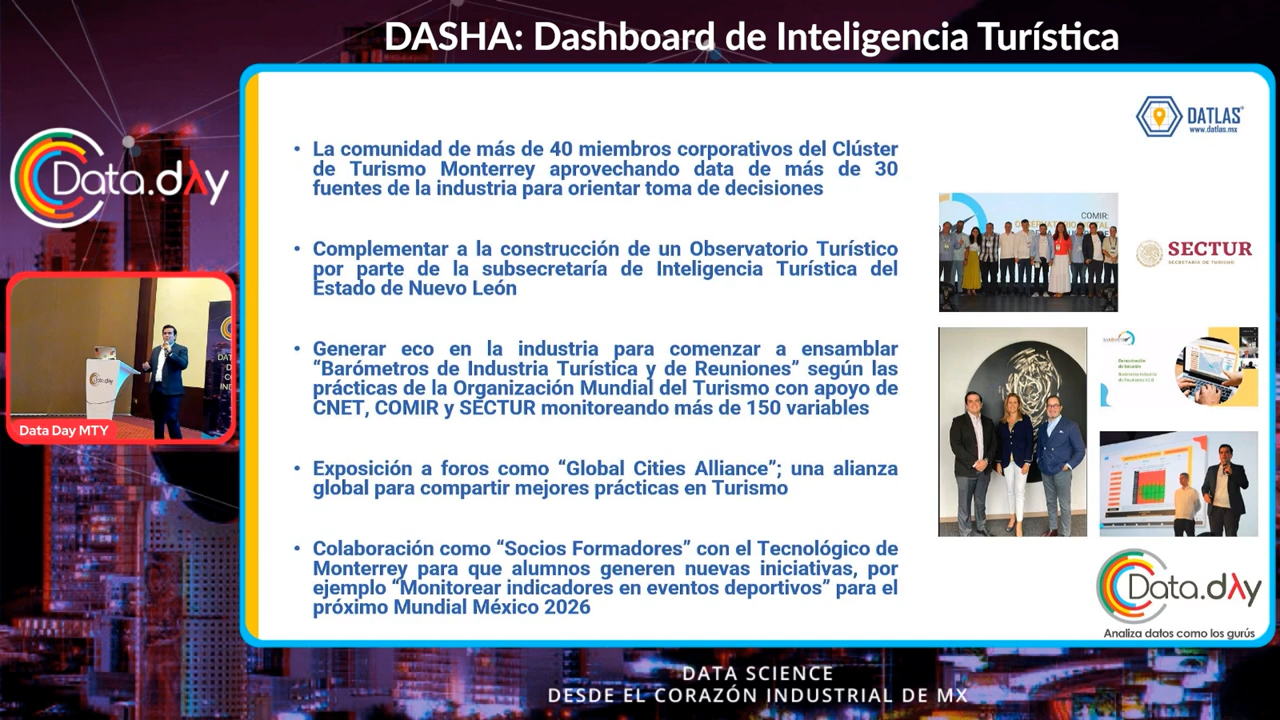 DASHA: Dashboard de Inteligencia Turística
Data.day
DATLAS
www.datlas.mx
• La comunidad de más de 40 miembros corporativos del Clúster
de Turismo Monterrey aprovechando data de más de 30
fuentes de la industria para orientar toma de decisiones
• Complementar a la construcción de un Observatorio Turístico
por parte de la subsecretaría de Inteligencia Turística del
Estado de Nuevo León
• Generar eco en la industria para comenzar a ensamblar
“Barómetros de Industria Turística y de Reuniones” según las
prácticas de la Organización Mundial del Turismo con apoyo de
CNET, COMIR y SECTUR monitoreando más de 150 variables
• Exposición a foros como “Global Cities Alliance”; una alianza
global para compartir mejores prácticas en Turismo
• Colaboración como “Socios Formadores” con el Tecnológico de
Monterrey para que alumnos generen nuevas iniciativas, por
ejemplo “Monitorear indicadores en eventos deportivos” para el
próximo Mundial México 2026
COMIR:
SECTUR
SECRETARÍA DE TURISMO
Data.day
Data Day MTY
Data.day
Analiza datos como los gurús
DATA SCIENCE
DESDE EL CORAZÓN INDUSTRIAL DE MX